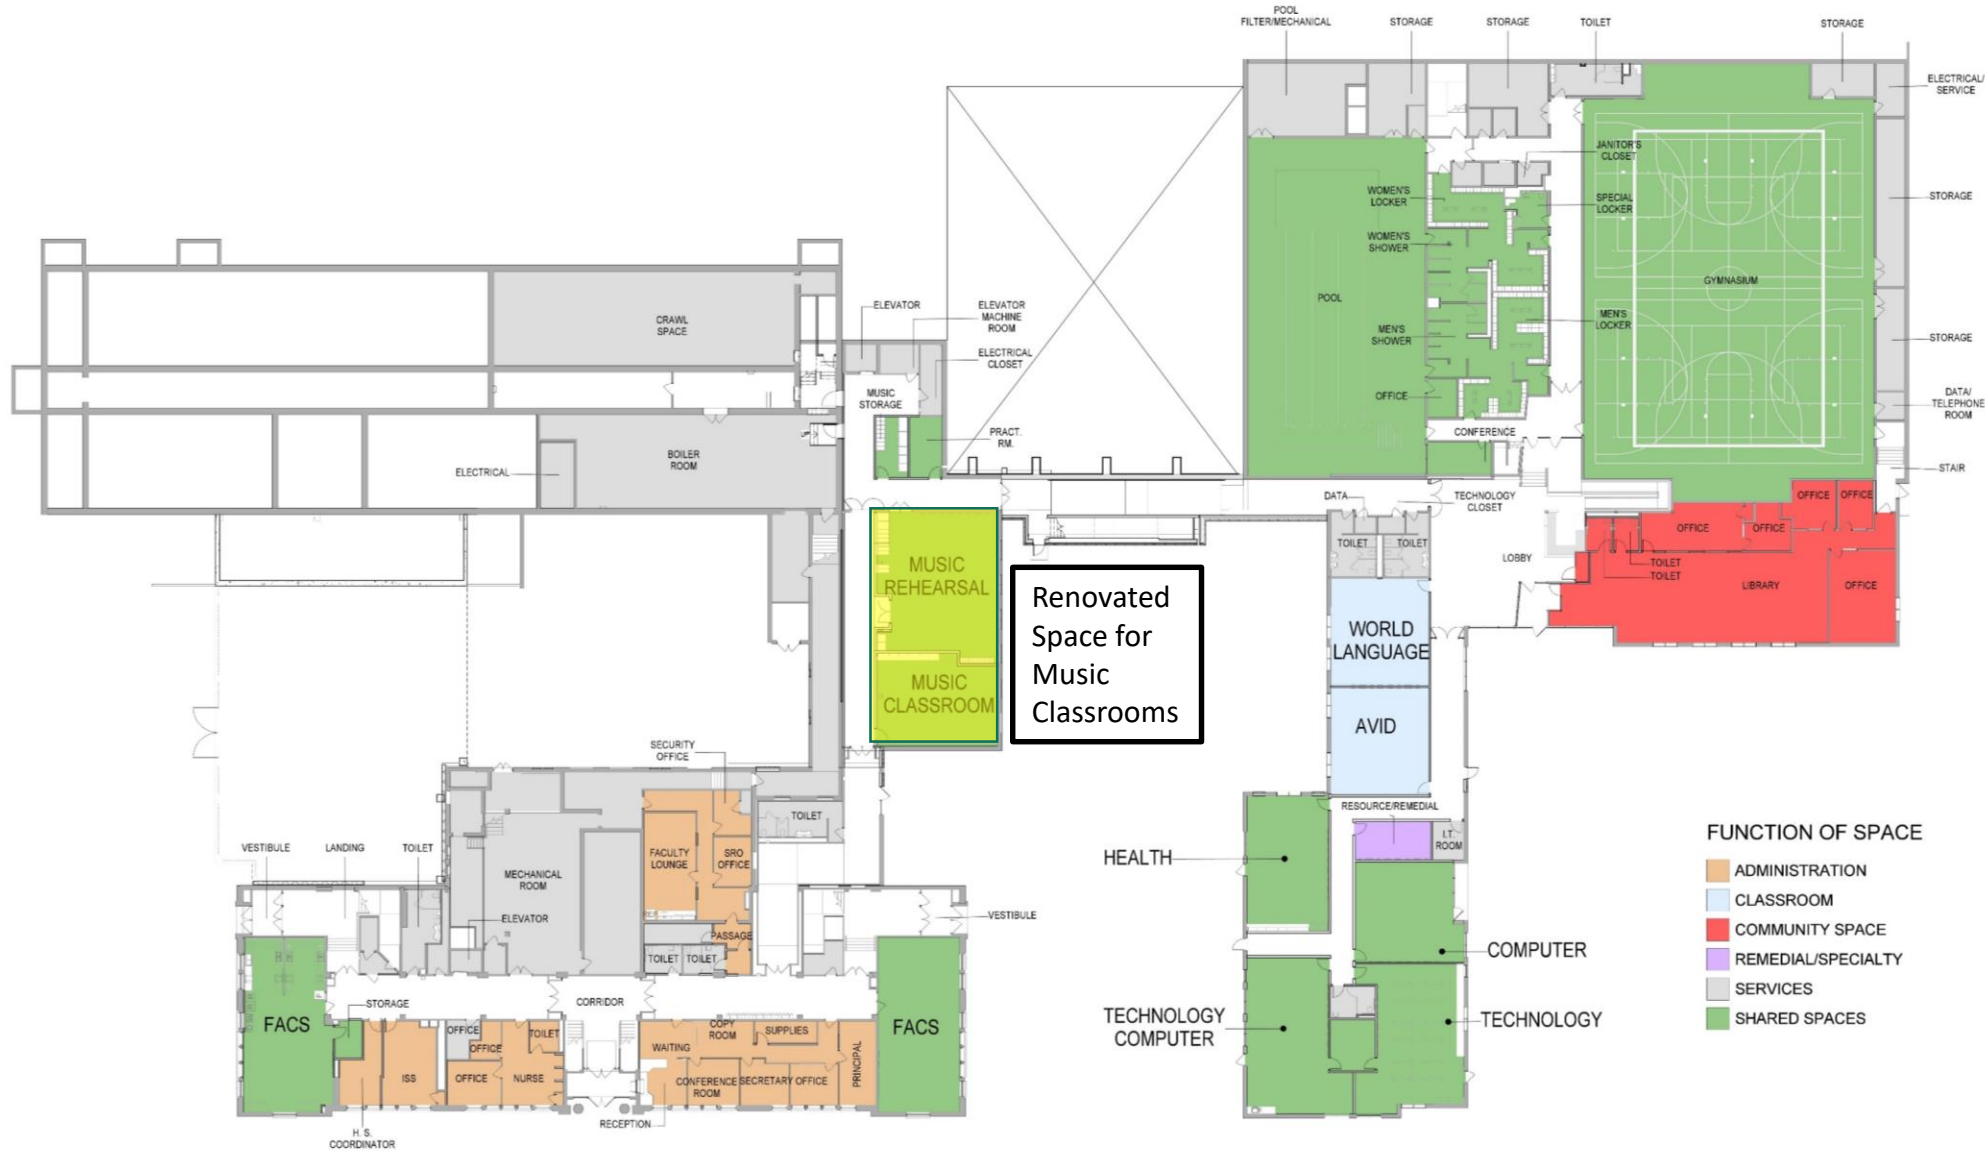 POOL
FILTER/MECHANICAL
STORAGE
STORAGE
TOILET
STORAGE
ELECTRICAL/
SERVICE
JANITOR'S
CLOSET
WOMEN'S
LOCKER
SPECIAL
LOCKER
STORAGE
WOMEN'S
SHOWER
GYMNASIUM
POOL
MEN'S
LOCKER
MEN'S
SHOWER
STORAGE
OFFICE
DATA/
TELEPHONE
ROOM
CONFERENCE
STAIR
CRAWL
SPACE
ELEVATOR
ELEVATOR
MACHINE
ROOM
ELECTRICAL
CLOSET
MUSIC
STORAGE
PRACT.
RM.
BOILER
ROOM
ELECTRICAL
DATA
TECHNOLOGY
CLOSET
OFFICE
OFFICE
OFFICE
OFFICE
TOILET
TOILET
LOBBY
TOILET
TOILET
LIBRARY
OFFICE
MUSIC
REHEARSAL
MUSIC
CLASSROOM
Renovated
Space for
Music
Classrooms
WORLD
LANGUAGE
AVID
RESOURCE/REMEDIAL
I.T.
ROOM
SECURITY
OFFICE
TOILET
FACULTY
LOUNGE
SRO
OFFICE
VESTIBULE
LANDING
TOILET
MECHANICAL
ROOM
ELEVATOR
PASSAGE
TOILET
TOILET
VESTIBULE
HEALTH
COMPUTER
TECHNOLOGY
COMPUTER
TECHNOLOGY
STORAGE
CORRIDOR
FACS
OFFICE
OFFICE
TOILET
ISS
OFFICE
NURSE
COPY
ROOM
SUPPLIES
WAITING
CONFERENCE
ROOM
SECRETARY
OFFICE
PRINCIPAL
FACS
RECEPTION
H. S.
COORDINATOR
FUNCTION OF SPACE
ADMINISTRATION
CLASSROOM
COMMUNITY SPACE
REMEDIAL/SPECIALTY
SERVICES
SHARED SPACES